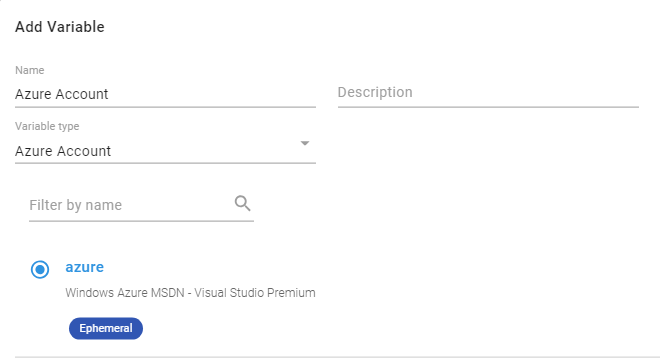 Add Variable
Name
Azure Account
Description
Variable type
Azure Account
Filter by name
azure
Windows Azure MSDN - Visual Studio Premium
Ephemeral